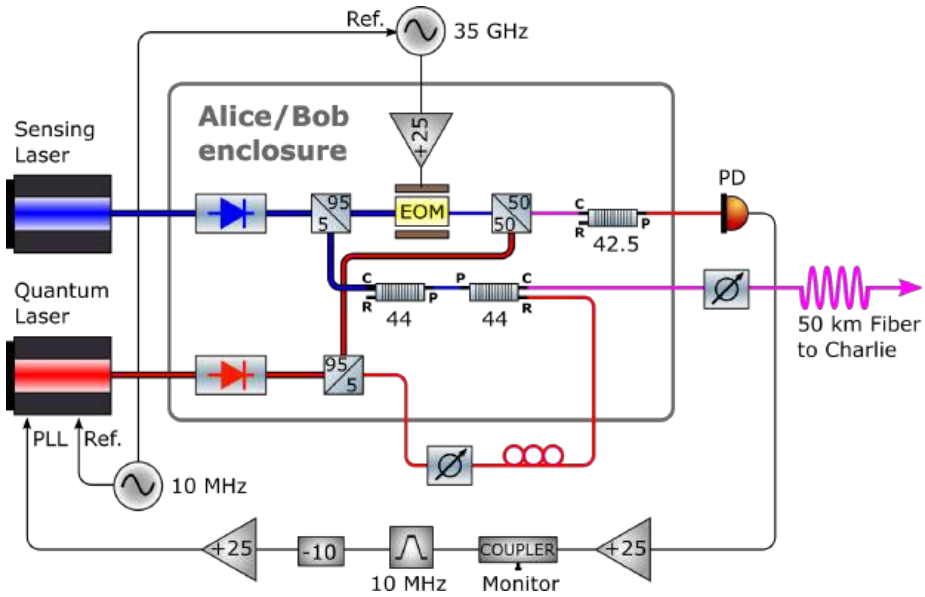 Ref.
35 GHz
+25
Alice/Bob
enclosure
Sensing
Laser
95
5
EOM
50
50
C
R
P
42.5
PD
C
R
P
44
P
C
R
44
Quantum
Laser
95
5
50 km Fiber
to Charlie
PLL
Ref.
10 MHz
+25
-10
10 MHz
COUPLER
Monitor
+25